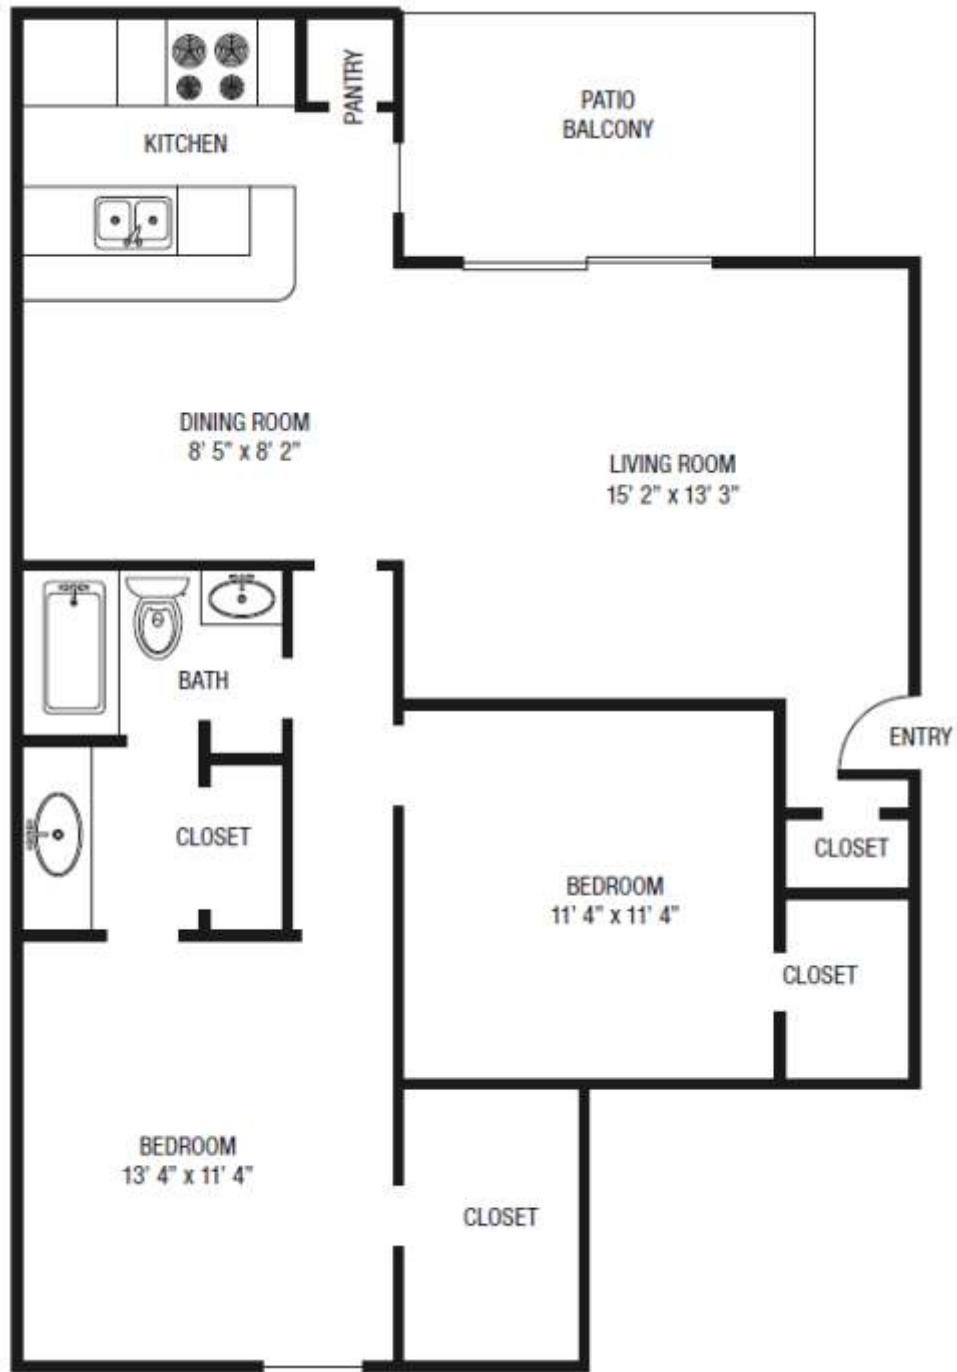 PANTRY
PATIO
BALCONY
KITCHEN
DINING ROOM
8' 5" x 8' 2"
LIVING ROOM
15' 2" x 13' 3"
BATH
ENTRY
CLOSET
CLOSET
BEDROOM
11' 4" x 11' 4"
CLOSET
BEDROOM
13' 4" x 11' 4"
CLOSET